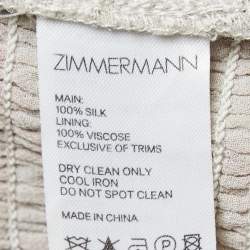 ZIMMERMANN
MAIN:
100% SILK
LINING:
100% VISCOSE
EXCLUSIVE OF TRIMS
DRY CLEAN ONLY
COOL IRON
DO NOT SPOT CLEAN
MADE IN CHINA